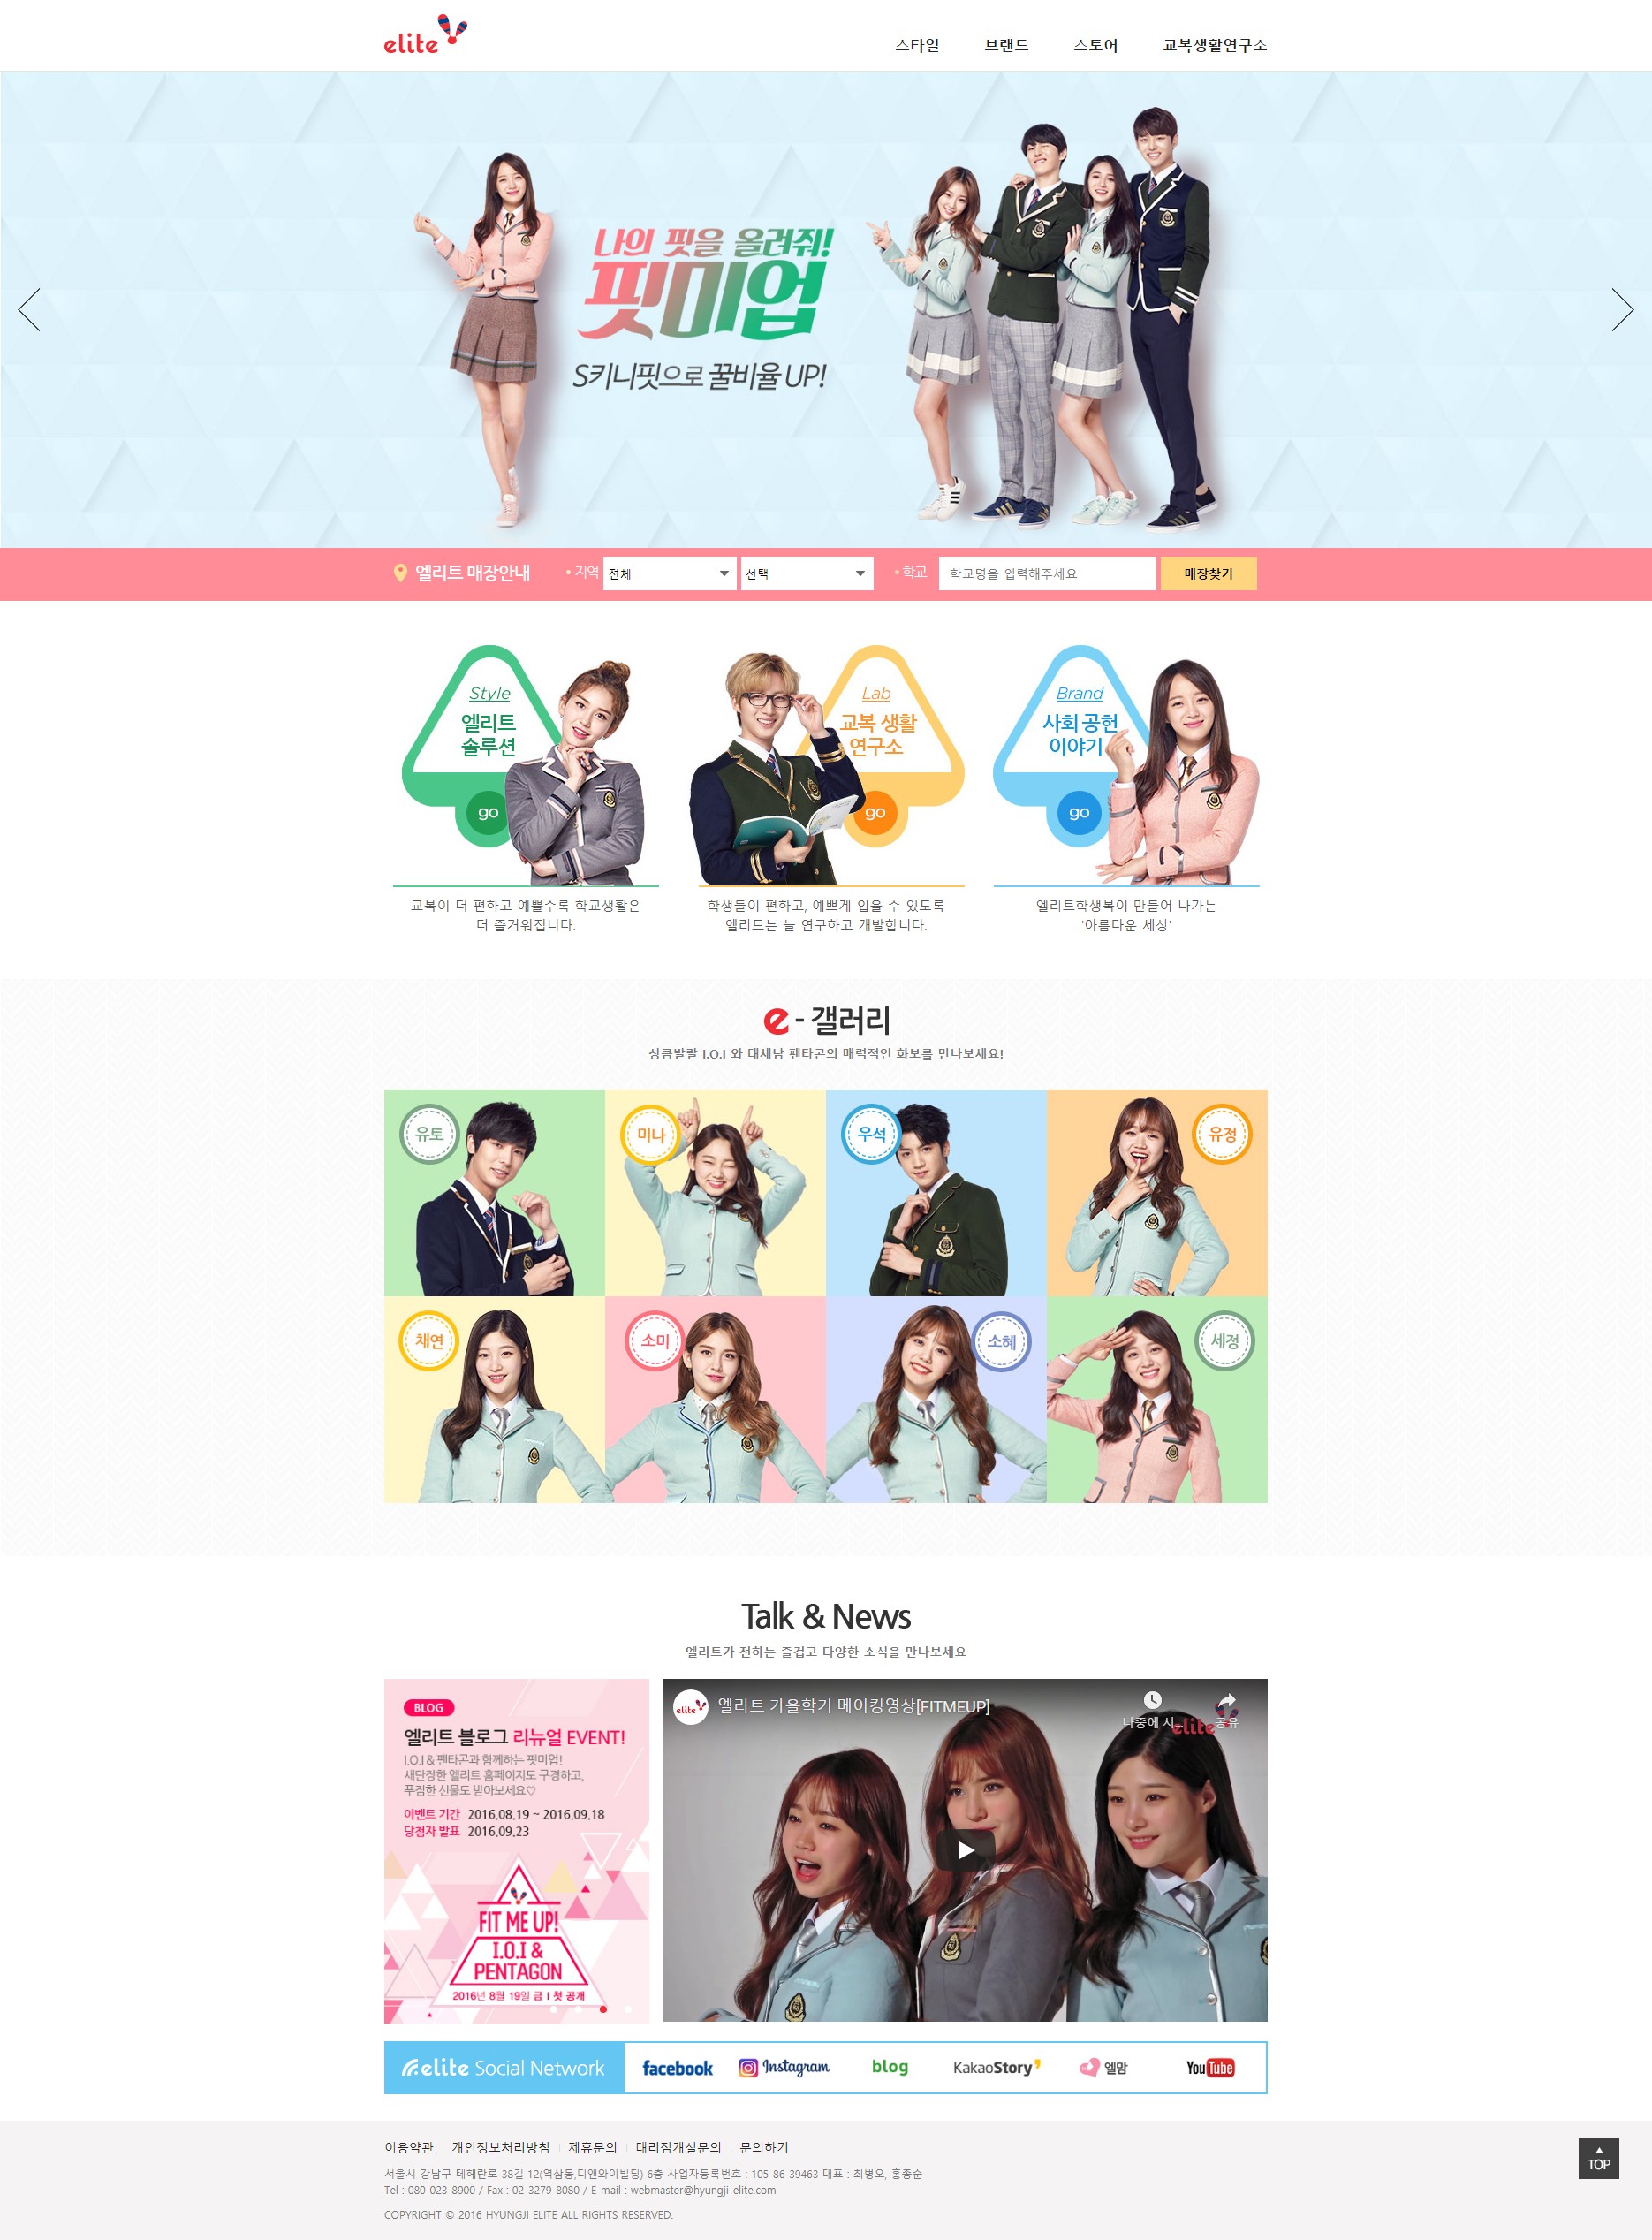 elite
스타일 브랜드 스토어 교복생활연구소
나의 핏을 올려줘!
핏미업
S키니핏으로 꿀비율 UP!
엘리트 매장안내 • 지역 전체 선택 • 학교 학교명을 입력해주세요 매장찾기
Style
엘리트
솔루션
go
교복이 더 편하고 예쁠수록 학교생활은
더 즐거워집니다.
Lab
교복 생활
연구소
go
학생들이 편하고, 예쁘게 입을 수 있도록
엘리트는 늘 연구하고 개발합니다.
Brand
사회 공헌
이야기
go
엘리트학생복이 만들어 나가는
'아름다운 세상'
e - 갤러리
상큼발랄 I.O.I 와 대세남 펜타곤의 매력적인 화보를 만나보세요!
유토
미나
우석
유정
채연
소미
소혜
세정
Talk & News
엘리트가 전하는 즐겁고 다양한 소식을 만나보세요
BLOG
엘리트 블로그 리뉴얼 EVENT!
I.O.I & 펜타곤과 함께하는 핏미업!
새단장한 엘리트 홈페이지도 구경하고,
푸짐한 선물도 받아보세요♡
이벤트 기간 2016.08.19 ~ 2016.09.18
당첨자 발표 2016.09.23
FIT ME UP!
I.O.I &
PENTAGON
2016년 8월 19일 금 I 첫 공개
elite 엘리트 가을학기 메이킹영상[FITMEUP]
나중에 시... 공유
elite
elite Social Network facebook Instagram blog KakaoStory 엘맘 YouTube
이용약관 개인정보처리방침 제휴문의 대리점개설문의 문의하기
서울시 강남구 테헤란로 38길 12(역삼동,디앤와이빌딩) 6층 사업자등록번호 : 105-86-39463 대표 : 최병오, 홍종순
Tel : 080-023-8900 / Fax : 02-3279-8080 / E-mail : webmaster@hyungji-elite.com
COPYRIGHT © 2016 HYUNGJI ELITE ALL RIGHTS RESERVED.
TOP